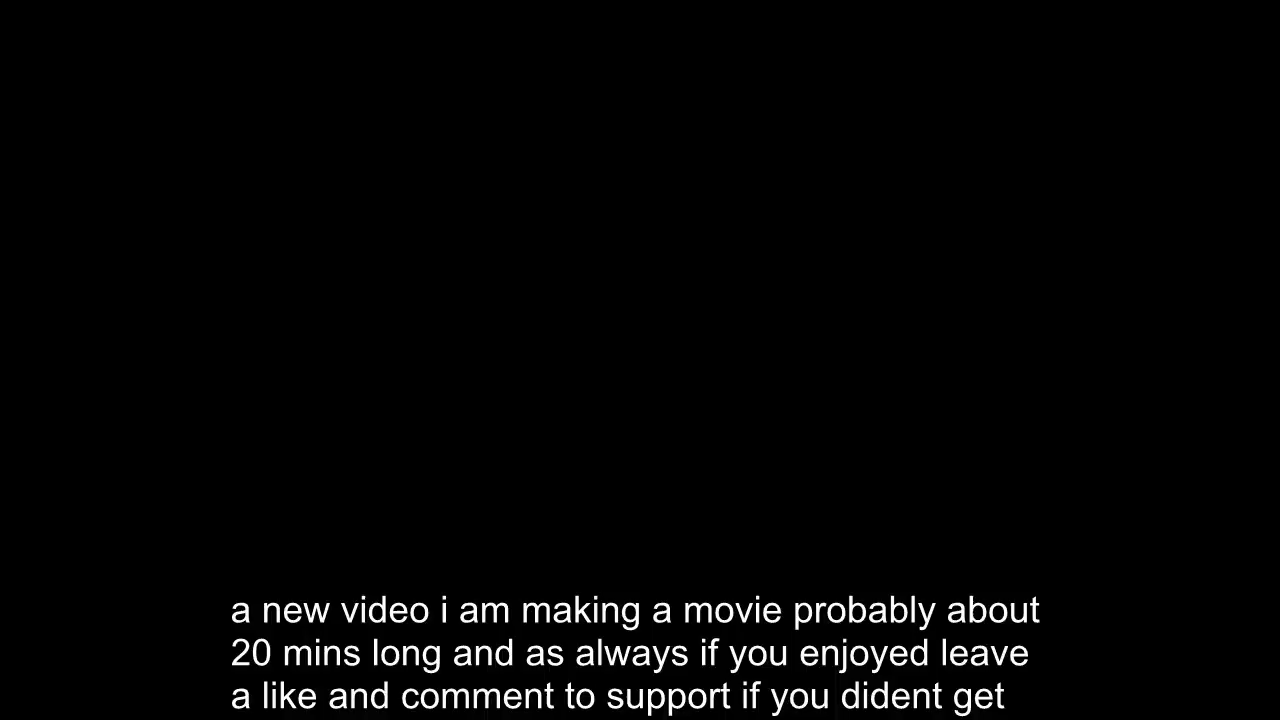 a new video i am making a movie probably about
20 mins long and as always if you enjoyed leave
a like and comment to support if you dident get